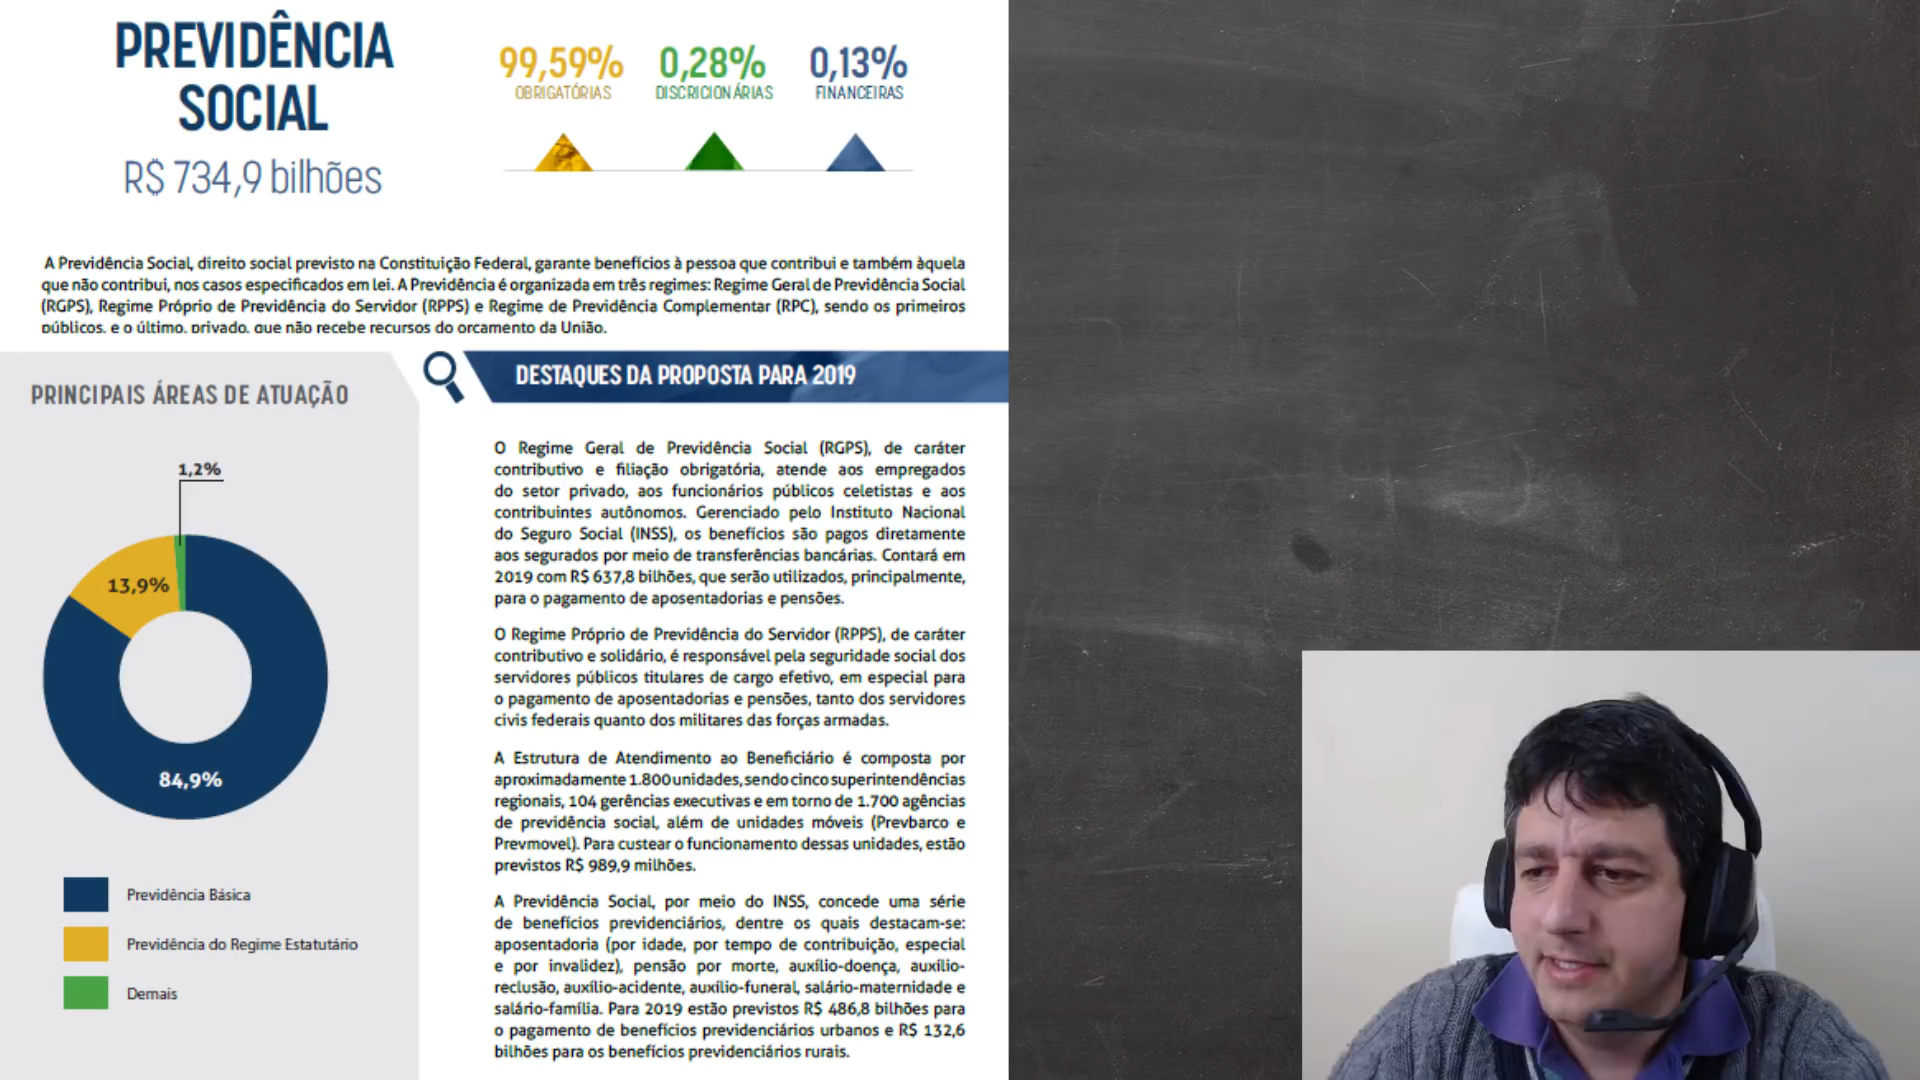 PREVIDÊNCIA
SOCIAL
R$ 734,9 bilhões
99,59%
OBRIGATÓRIAS
0,28%
DISCRICIONÁRIAS
0,13%
FINANCEIRAS
A Previdência Social, direito social previsto na Constituição Federal, garante benefícios à pessoa que contribui e também àquela
que não contribui, nos casos especificados em lei. A Previdência é organizada em três regimes: Regime Geral de Previdência Social
(RGPS), Regime Próprio de Previdência do Servidor (RPPS) e Regime de Previdência Complementar (RPC), sendo os primeiros
públicos, e o último, privado, que não recebe recursos do orçamento da União.
PRINCIPAIS ÁREAS DE ATUAÇÃO
1,2%
13,9%
84,9%
Previdência Básica
Previdência do Regime Estatutário
Demais
DESTAQUES DA PROPOSTA PARA 2019
O Regime Geral de Previdência Social (RGPS), de caráter
contributivo e filiação obrigatória, atende aos empregados
do setor privado, aos funcionários públicos celetistas e aos
contribuintes autônomos. Gerenciado pelo Instituto Nacional
do Seguro Social (INSS), os benefícios são pagos diretamente
aos segurados por meio de transferências bancárias. Contará em
2019 com R$ 637,8 bilhões, que serão utilizados, principalmente,
para o pagamento de aposentadorias e pensões.
O Regime Próprio de Previdência do Servidor (RPPS), de caráter
contributivo e solidário, é responsável pela seguridade social dos
servidores públicos titulares de cargo efetivo, em especial para
o pagamento de aposentadorias e pensões, tanto dos servidores
civis federais quanto dos militares das forças armadas.
A Estrutura de Atendimento ao Beneficiário é composta por
aproximadamente 1.800 unidades, sendo cinco superintendências
regionais, 104 gerências executivas e em torno de 1.700 agências
de previdência social, além de unidades móveis (Prevbarco e
Prevmovel). Para custear o funcionamento dessas unidades, estão
previstos R$ 989,9 milhões.
A Previdência Social, por meio do INSS, concede uma série
de benefícios previdenciários, dentre os quais destacam-se:
aposentadoria (por idade, por tempo de contribuição, especial
e por invalidez), pensão por morte, auxílio-doença, auxílio-
reclusão, auxílio-acidente, auxílio-funeral, salário-maternidade e
salário-família. Para 2019 estão previstos R$ 486,8 bilhões para
o pagamento de benefícios previdenciários urbanos e R$ 132,6
bilhões para os benefícios previdenciários rurais.